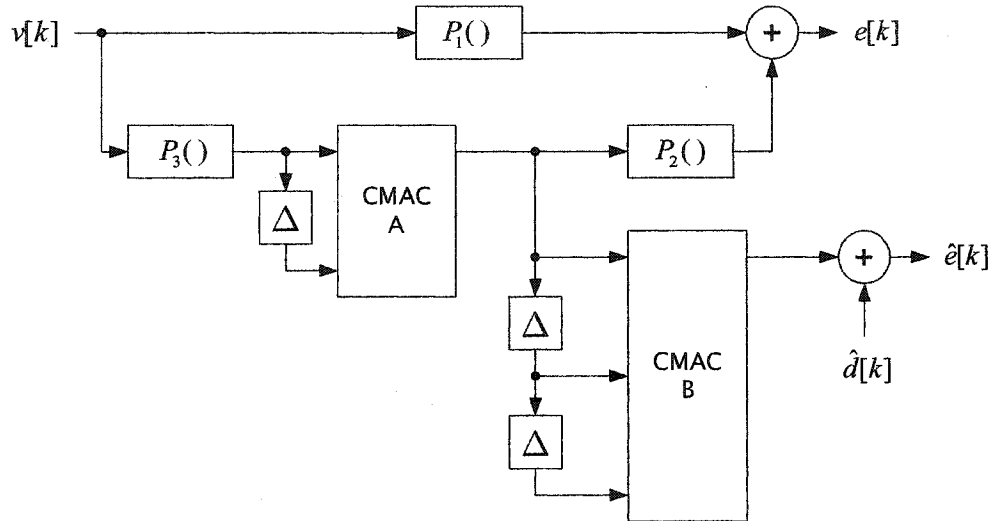 v[k]
P₁()
+
e[k]
P₃()
Δ
CMAC
A
P₂()
Δ
Δ
CMAC
B
+
ê[k]
d̂[k]